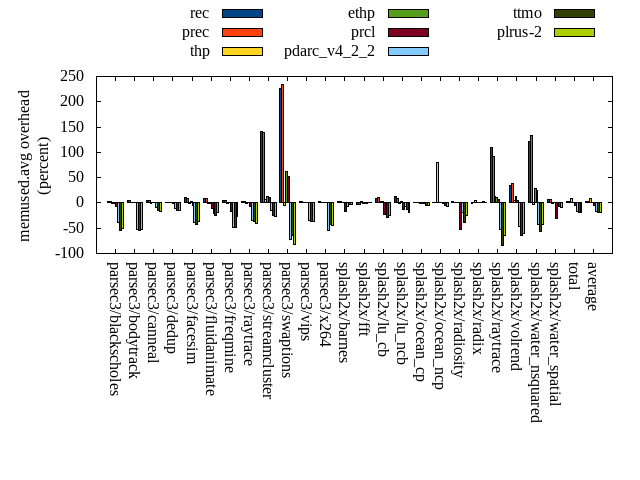 rec
prec
thp
ethp
prcl
pdarc_v4_2_2
ttmo
plrus-2
memused.avg overhead
(percent)
250
200
150
100
50
0
-50
-100
parsec3/blackscholes
parsec3/bodytrack
parsec3/canneal
parsec3/dedup
parsec3/facesim
parsec3/fluidanimate
parsec3/freqmine
parsec3/raytrace
parsec3/streamcluster
parsec3/swaptions
parsec3/vips
parsec3/x264
splash2x/barnes
splash2x/fft
splash2x/lu_cb
splash2x/lu_ncb
splash2x/ocean_cp
splash2x/ocean_ncp
splash2x/radiosity
splash2x/radix
splash2x/raytrace
splash2x/volrend
splash2x/water_nsquared
splash2x/water_spatial
total
average